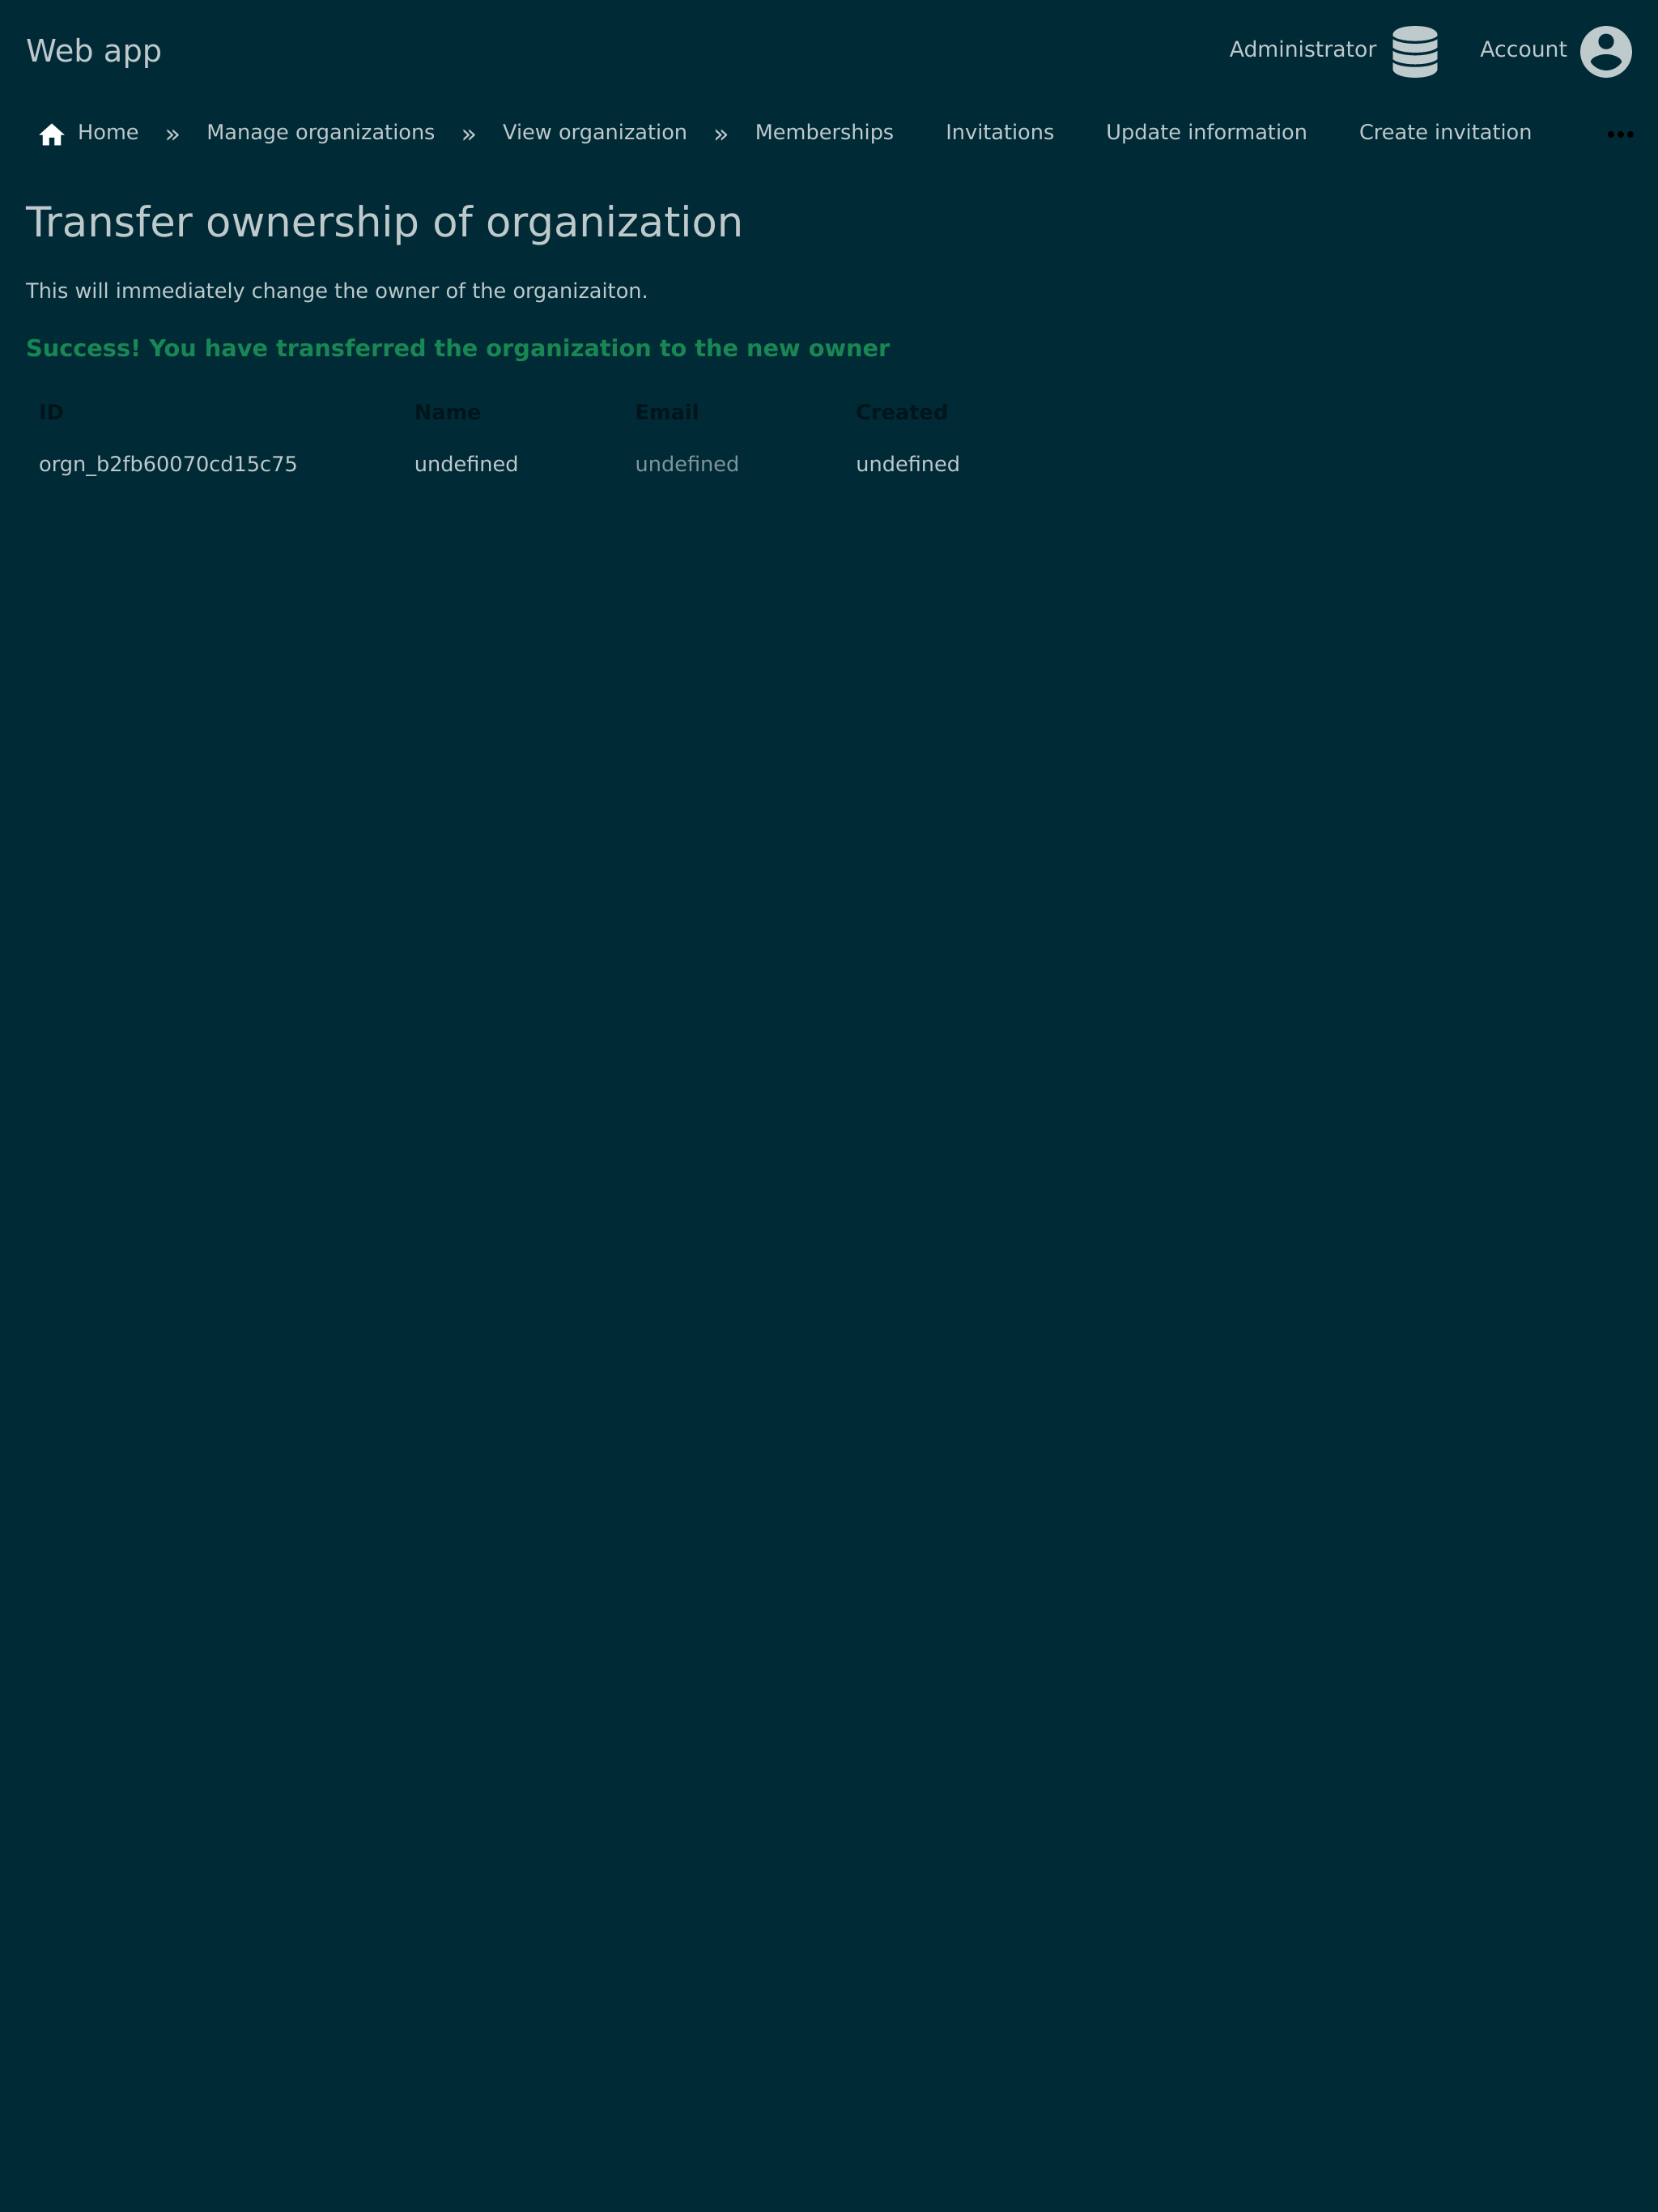 Web app
Administrator
Account
Home » Manage organizations » View organization » Memberships Invitations Update information Create invitation
Transfer ownership of organization
This will immediately change the owner of the organizaiton.
Success! You have transferred the organization to the new owner
ID Name Email Created
orgn_b2fb60070cd15c75 undefined undefined undefined